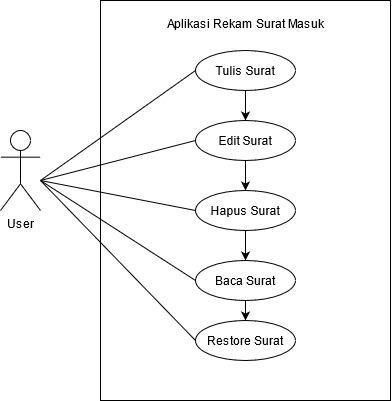 Aplikasi Rekam Surat Masuk
Tulis Surat
Edit Surat
Hapus Surat
User
Baca Surat
Restore Surat